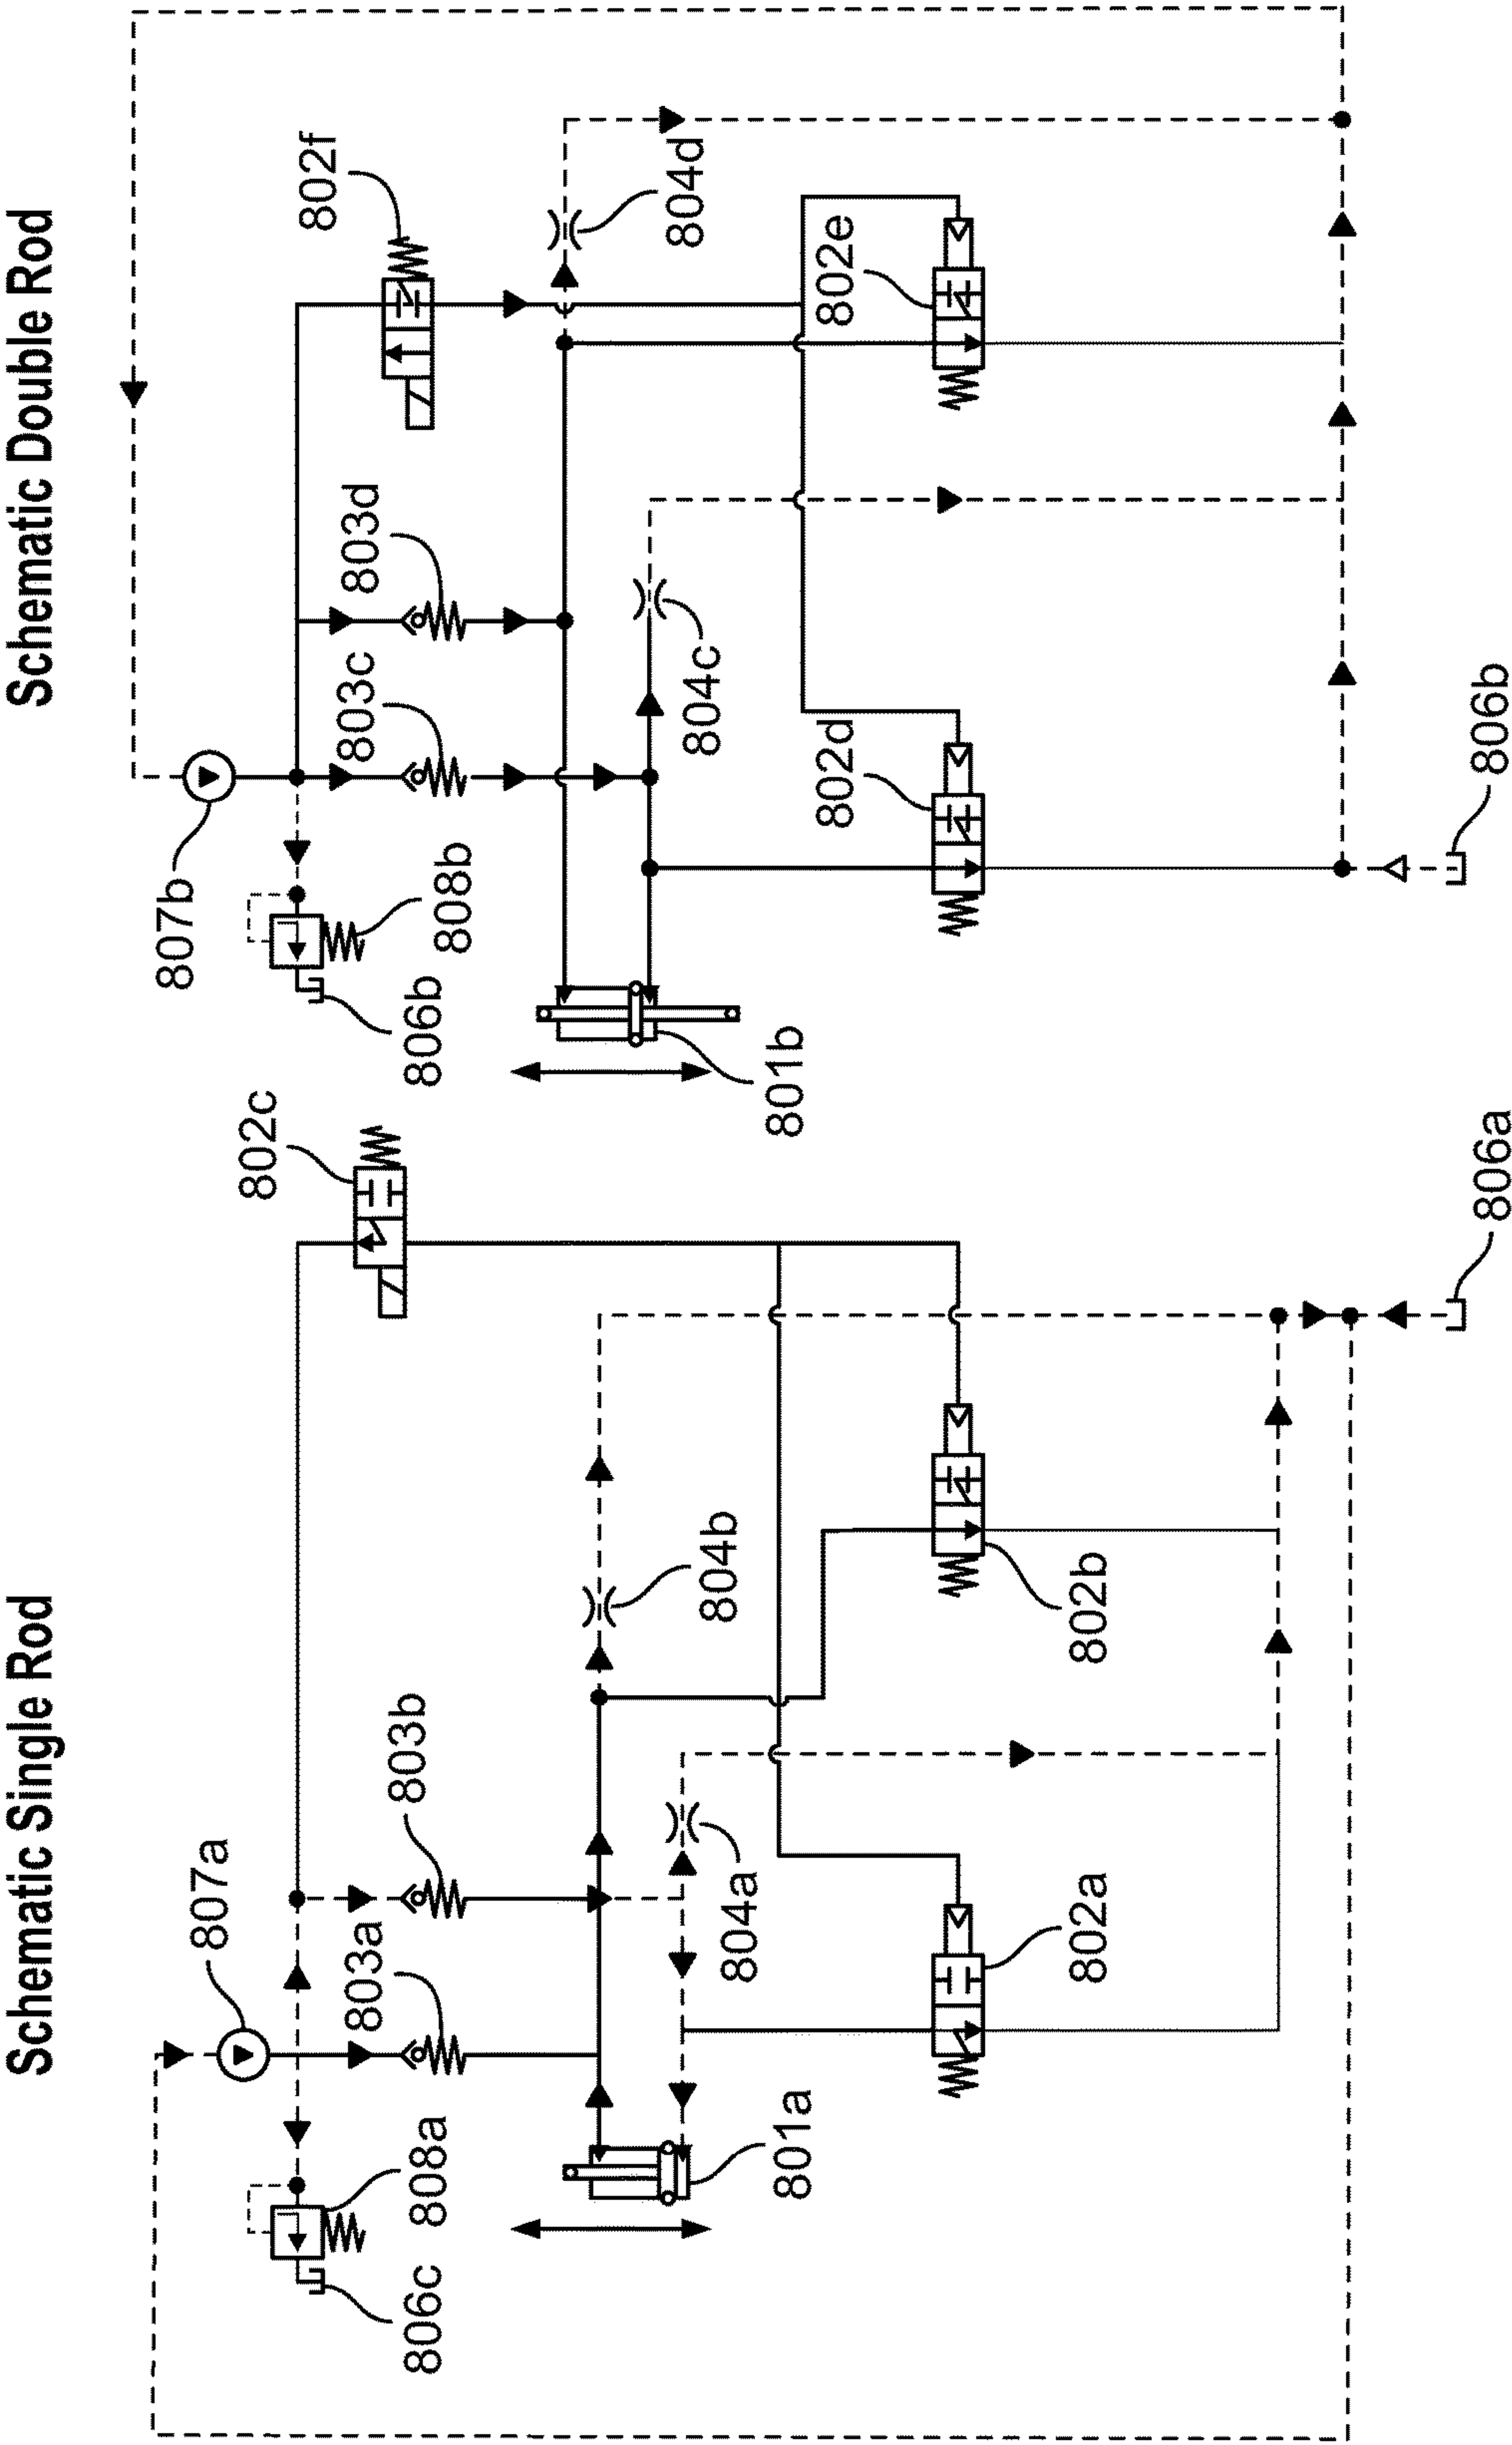 Schematic Single Rod
807a
806c
808a
803a
803b
802c
801a
804a
804b
802a
802b
806a
Schematic Double Rod
807b
806b
808b
803c
803d
802f
801b
804c
804d
802d
802e
806b